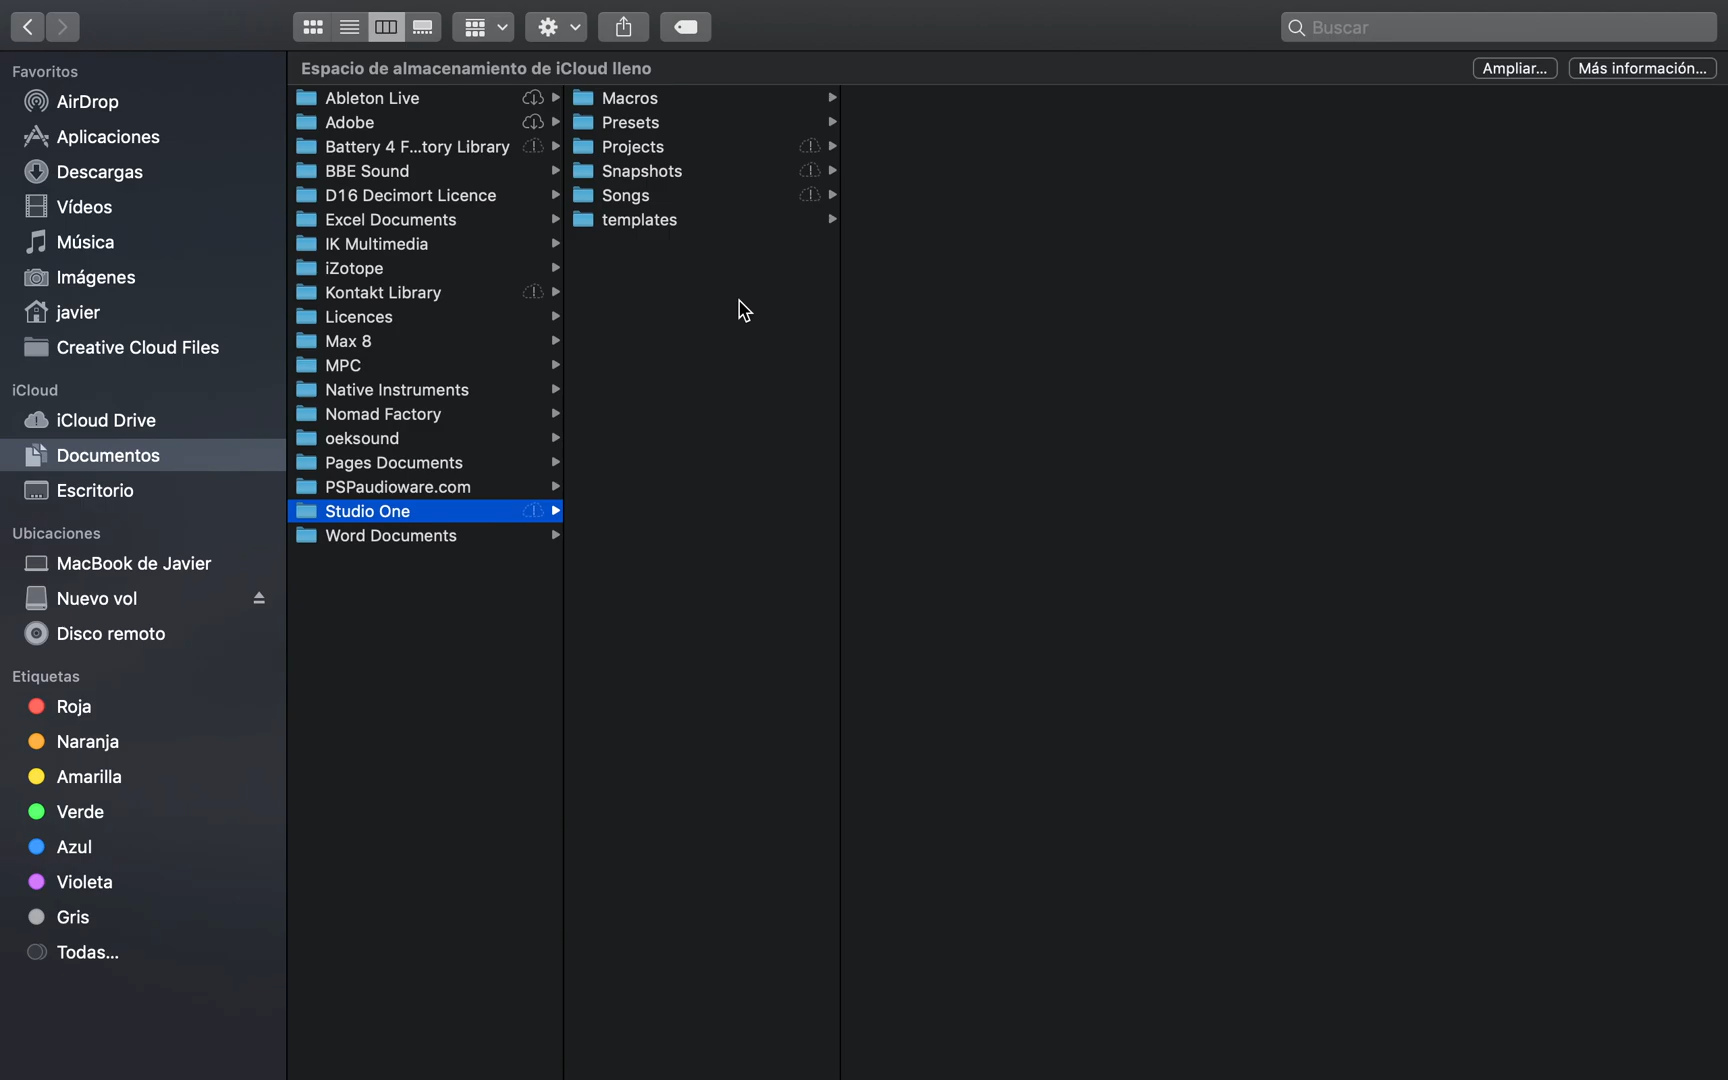 Buscar
Favoritos
AirDrop
Aplicaciones
Descargas
Vídeos
Música
Imágenes
javier
Creative Cloud Files
iCloud
iCloud Drive
Documentos
Escritorio
Ubicaciones
MacBook de Javier
Nuevo vol
Disco remoto
Etiquetas
Roja
Naranja
Amarilla
Verde
Azul
Violeta
Gris
Todas...
Espacio de almacenamiento de iCloud lleno
Ampliar...
Más información...
Ableton Live
Adobe
Battery 4 F...tory Library
BBE Sound
D16 Decimort Licence
Excel Documents
IK Multimedia
iZotope
Kontakt Library
Licences
Max 8
MPC
Native Instruments
Nomad Factory
oeksound
Pages Documents
PSPaudioware.com
Studio One
Word Documents
Macros
Presets
Projects
Snapshots
Songs
templates